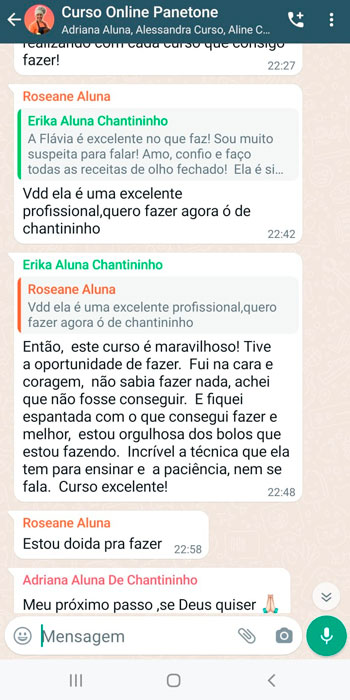 Curso Online Panetone
Adriana Aluna, Alessandra Curso, Aline C...
realizando com cada curso que consigo
fazer!
22:27
Roseane Aluna
Erika Aluna Chantininho
A Flávia é excelente no que faz! Sou muito
suspeita para falar! Amo, confio e faço
todas as receitas de olho fechado!  Ela é si...
Vdd ela é uma excelente
profissional,quero fazer agora ó de
chantininho
22:42
Erika Aluna Chantininho
Roseane Aluna
Vdd ela é uma excelente profissional,quero
fazer agora ó de chantininho
Então,  este curso é maravilhoso! Tive
a oportunidade de fazer.  Fui na cara e
coragem,  não sabia fazer nada, achei
que não fosse conseguir.  E fiquei
espantada com o que consegui fazer e
melhor,  estou orgulhosa dos bolos que
estou fazendo.  Incrível a técnica que ela
tem para ensinar e  a paciência, nem se
fala.  Curso excelente!
22:48
Roseane Aluna
Estou doida pra fazer
22:58
Adriana Aluna De Chantininho
Meu próximo passo ,se Deus quiser 🙏🏻
Mensagem